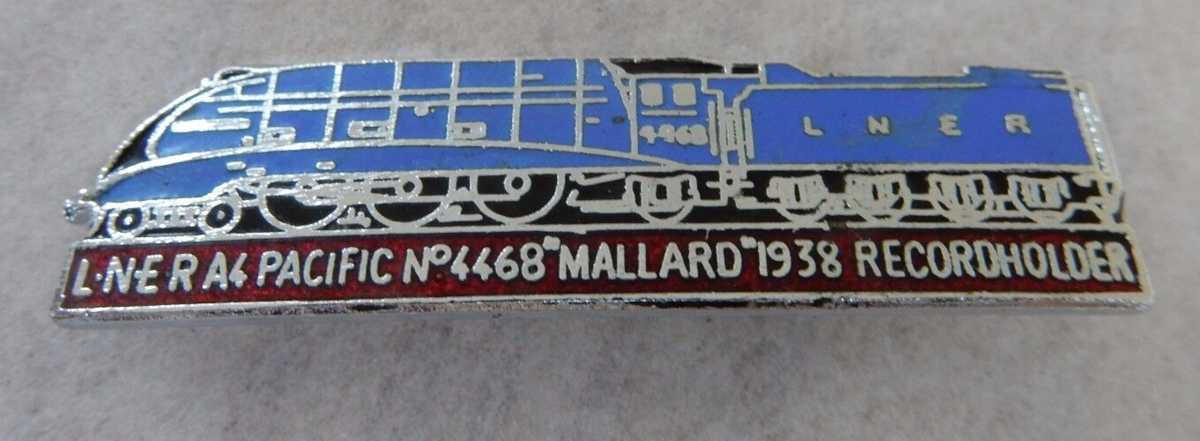 4468
L N E R
L·N·E·R A4 PACIFIC Nº4468 "MALLARD" 1938 RECORDHOLDER